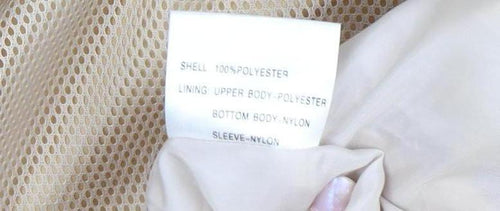 SHELL 100%POLYESTER
LINING UPPER BODY-POLYESTER
BOTTOM BODY-NYLON
SLEEVE-NYLON